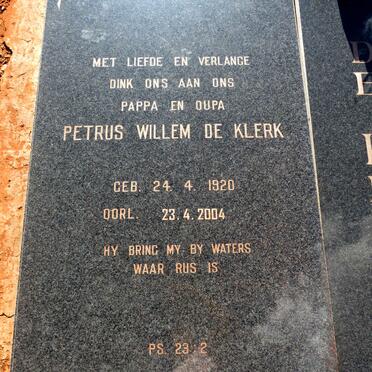 MET LIEFDE EN VERLANGE
DINK ONS AAN ONS
PAPPA EN OUPA
PETRUS WILLEM DE KLERK
GEB. 24. 4. 1920
OORL. 23. 4. 2004
HY BRING MY BY WATERS
WAAR RUS IS
PS. 23: 2